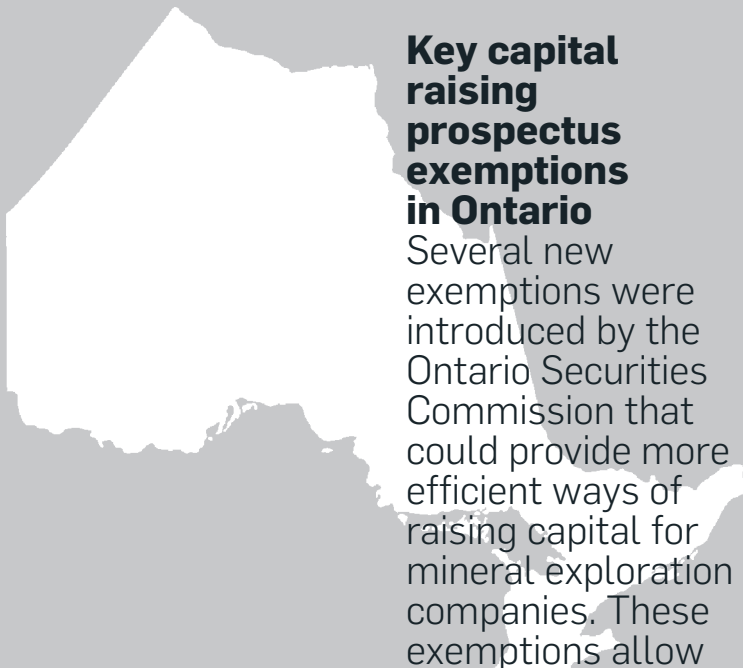 Key capital
raising
prospectus
exemptions
in Ontario
Several new
exemptions were
introduced by the
Ontario Securities
Commission that
could provide more
efficient ways of
raising capital for
mineral exploration
companies. These
exemptions allow